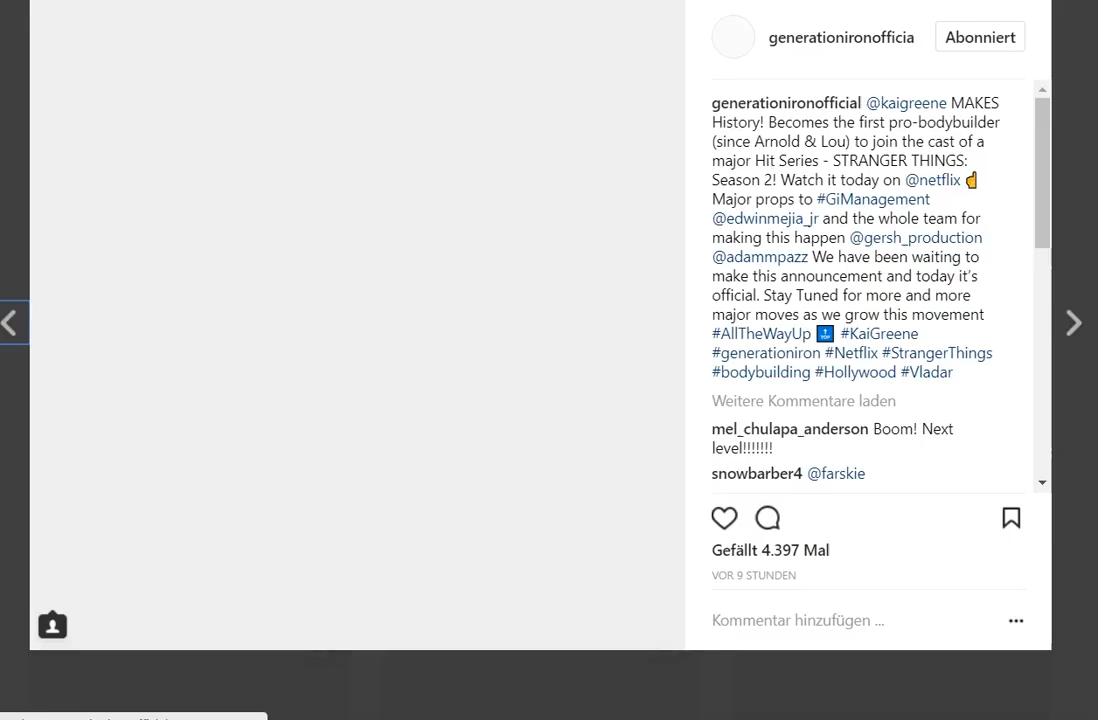 generationironofficia
Abonniert
generationironofficial @kaigreene MAKES
History! Becomes the first pro-bodybuilder
(since Arnold & Lou) to join the cast of a
major Hit Series - STRANGER THINGS:
Season 2! Watch it today on @netflix ☝
Major props to #GiManagement
@edwinmejia_jr and the whole team for
making this happen @gersh_production
@adammpazz We have been waiting to
make this announcement and today it's
official. Stay Tuned for more and more
major moves as we grow this movement
#AllTheWayUp 🔝 #KaiGreene
#generationiron #Netflix #StrangerThings
#bodybuilding #Hollywood #Vladar
Weitere Kommentare laden
mel_chulapa_anderson Boom! Next
level!!!!!!!
snowbarber4 @farskie
Gefällt 4.397 Mal
VOR 9 STUNDEN
Kommentar hinzufügen ...